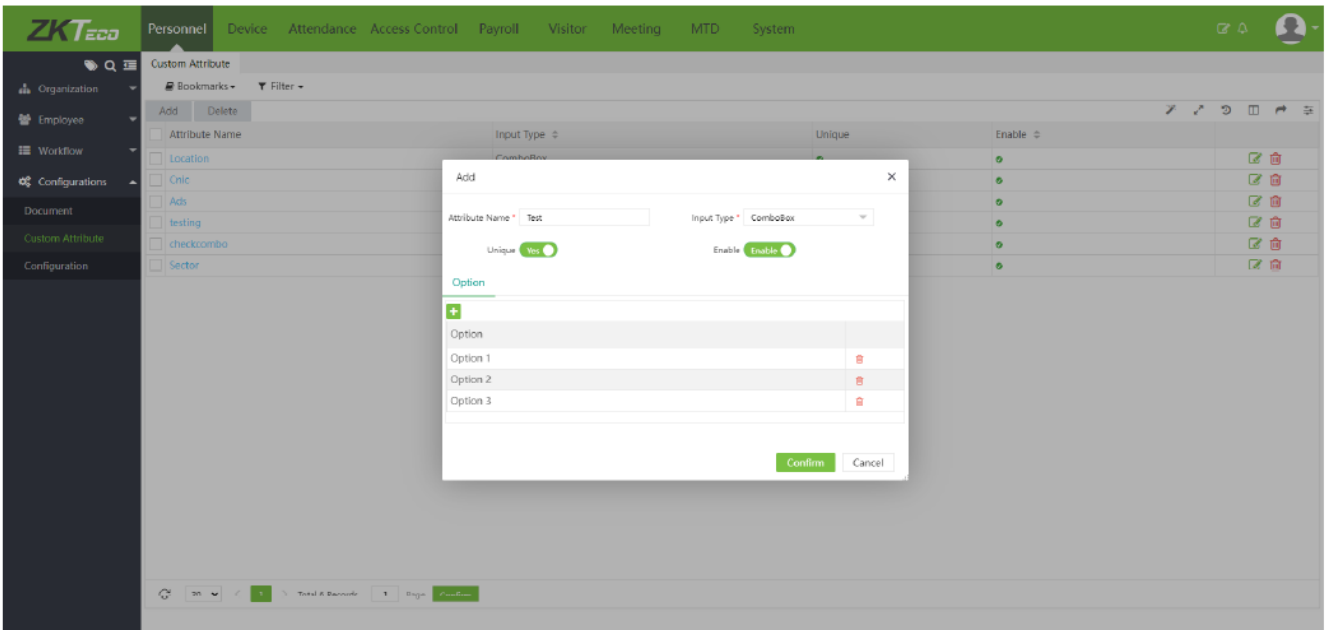 ZKTECO
Personnel Device Attendance Access Control Payroll Visitor Meeting MTD System
Custom Attribute
Organization
Employee
Workflow
Configurations
Document
Custom Attribute
Configuration
Bookmarks Filter
Add Delete
Attribute Name Input Type Unique Enable
Location ComboBox
Cnic
Ads
testing
checkcombo
Sector
Add
Attribute Name * Test Input Type * ComboBox
Unique Yes Enable Enable
Option
Option
Option 1
Option 2
Option 3
Confirm Cancel
20 1 Total 6 Records 1 Page Confirm